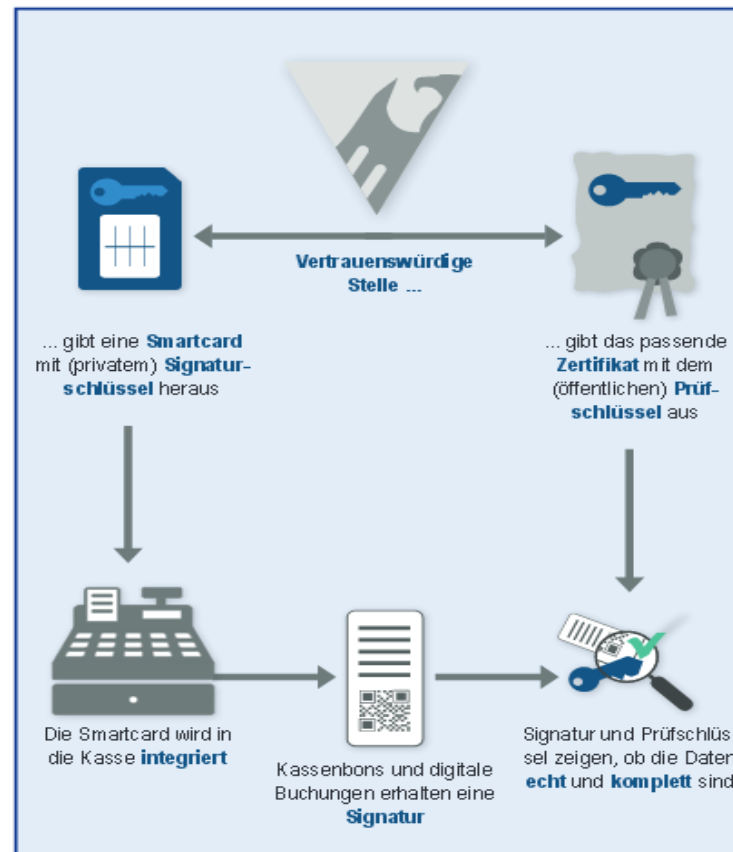 Vertrauenswürdige
Stelle ...
... gibt eine Smartcard
mit (privatem) Signatur-
schlüssel heraus
... gibt das passende
Zertifikat mit dem
(öffentlichen) Prüf-
schlüssel aus
Die Smartcard wird in
die Kasse integriert
Kassenbons und digitale
Buchungen erhalten eine
Signatur
Signatur und Prüfschlüs
sel zeigen, ob die Daten
echt und komplett sind